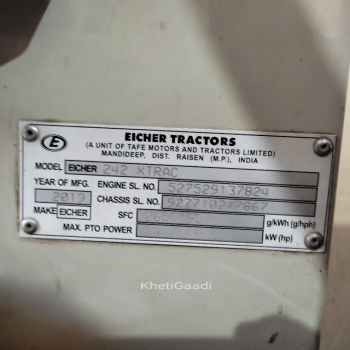 E
EICHER TRACTORS
(A UNIT OF TAFE MOTORS AND TRACTORS LIMITED)
MANDIDEEP, DIST. RAISEN (M.P.), INDIA
MODEL EICHER 242 XTRAC
YEAR OF MFG. ENGINE SL. NO. 527529137824
2019 CHASSIS SL. NO.
MAKE EICHER SFC g/kWh (g/hph)
MAX. PTO POWER kW (hp)
KhetiGaadi